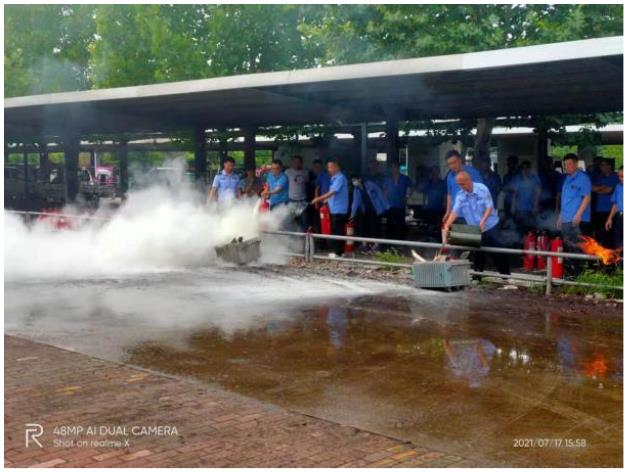 R
48MP AI DUAL CAMERA
Shot on realme X
2021/07/17 15:58